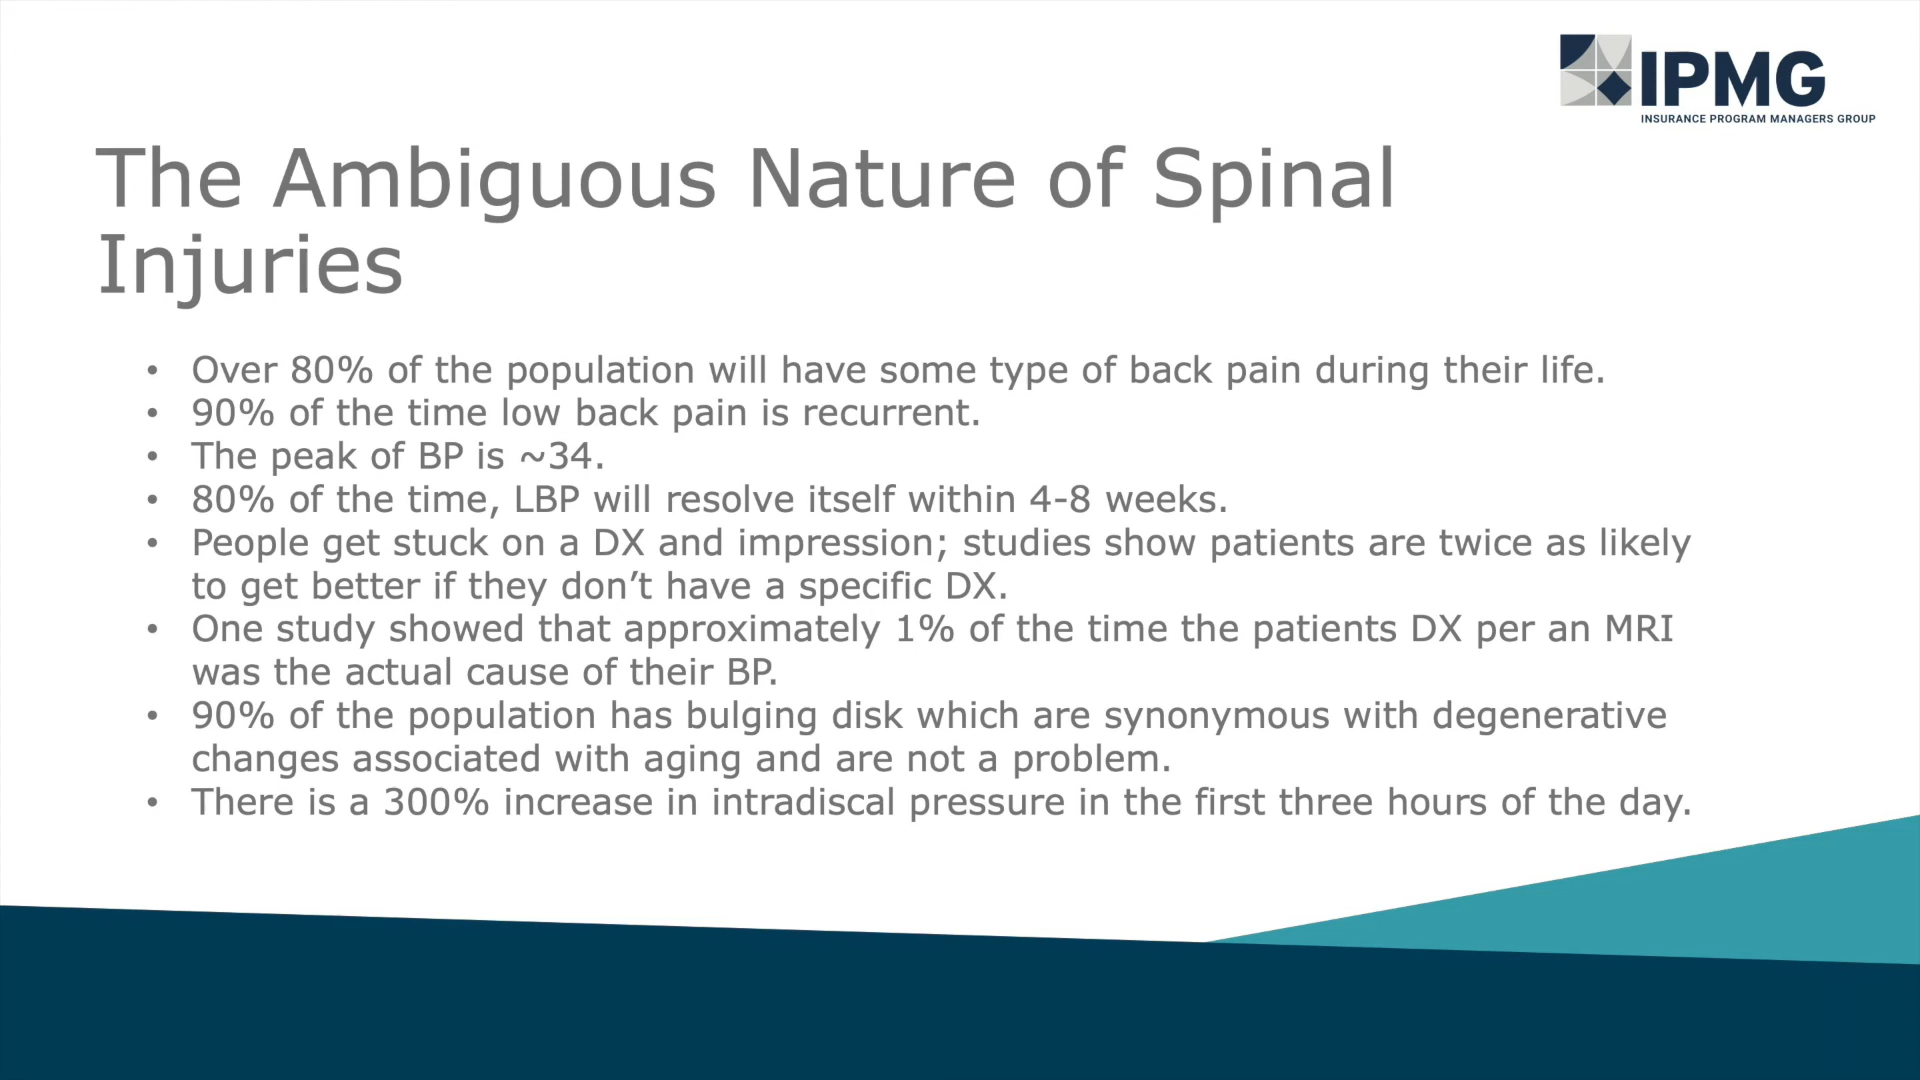 IPMG
INSURANCE PROGRAM MANAGERS GROUP
The Ambiguous Nature of Spinal
Injuries
• Over 80% of the population will have some type of back pain during their life.
• 90% of the time low back pain is recurrent.
• The peak of BP is ~34.
• 80% of the time, LBP will resolve itself within 4-8 weeks.
• People get stuck on a DX and impression; studies show patients are twice as likely
to get better if they don’t have a specific DX.
• One study showed that approximately 1% of the time the patients DX per an MRI
was the actual cause of their BP.
• 90% of the population has bulging disk which are synonymous with degenerative
changes associated with aging and are not a problem.
• There is a 300% increase in intradiscal pressure in the first three hours of the day.